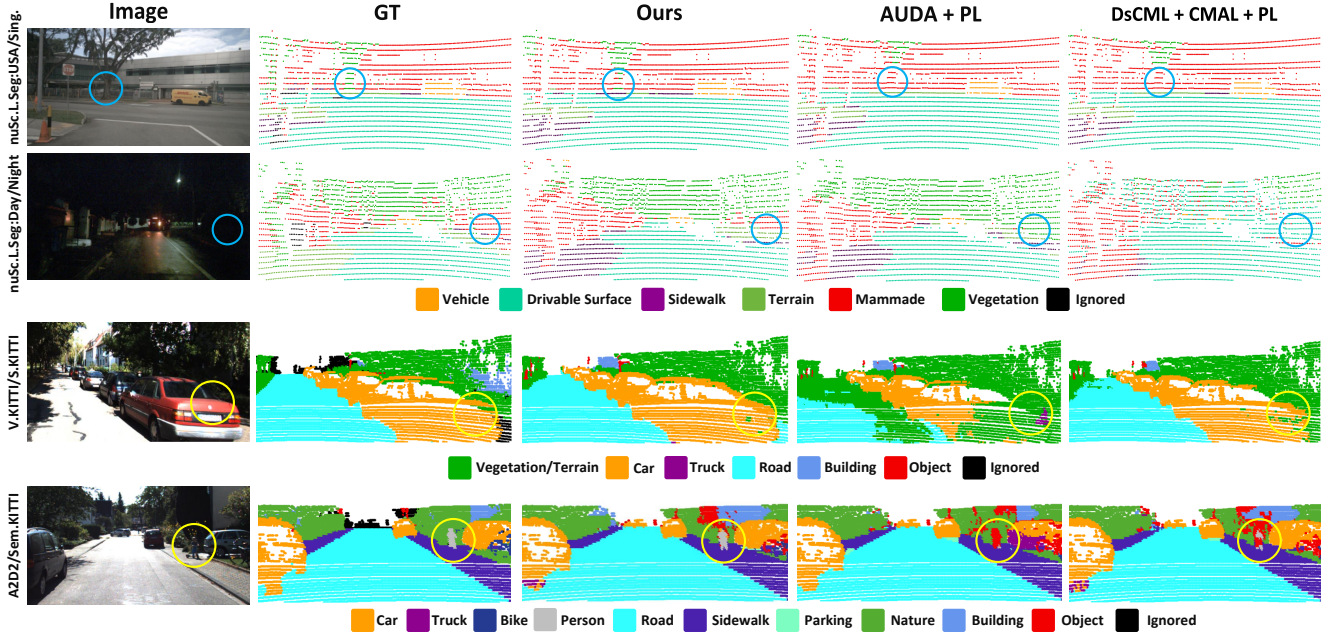 Image GT Ours AUDA + PL DsCML + CMAL + PL
nuSc.L.Seg:USA/Sing.
nuSc.L.Seg:Day/Night
Vehicle Drivable Surface Sidewalk Terrain Mammade Vegetation Ignored
V.KITTI/S.KITTI
Vegetation/Terrain Car Truck Road Building Object Ignored
A2D2/Sem.KITTI
Car Truck Bike Person Road Sidewalk Parking Nature Building Object Ignored